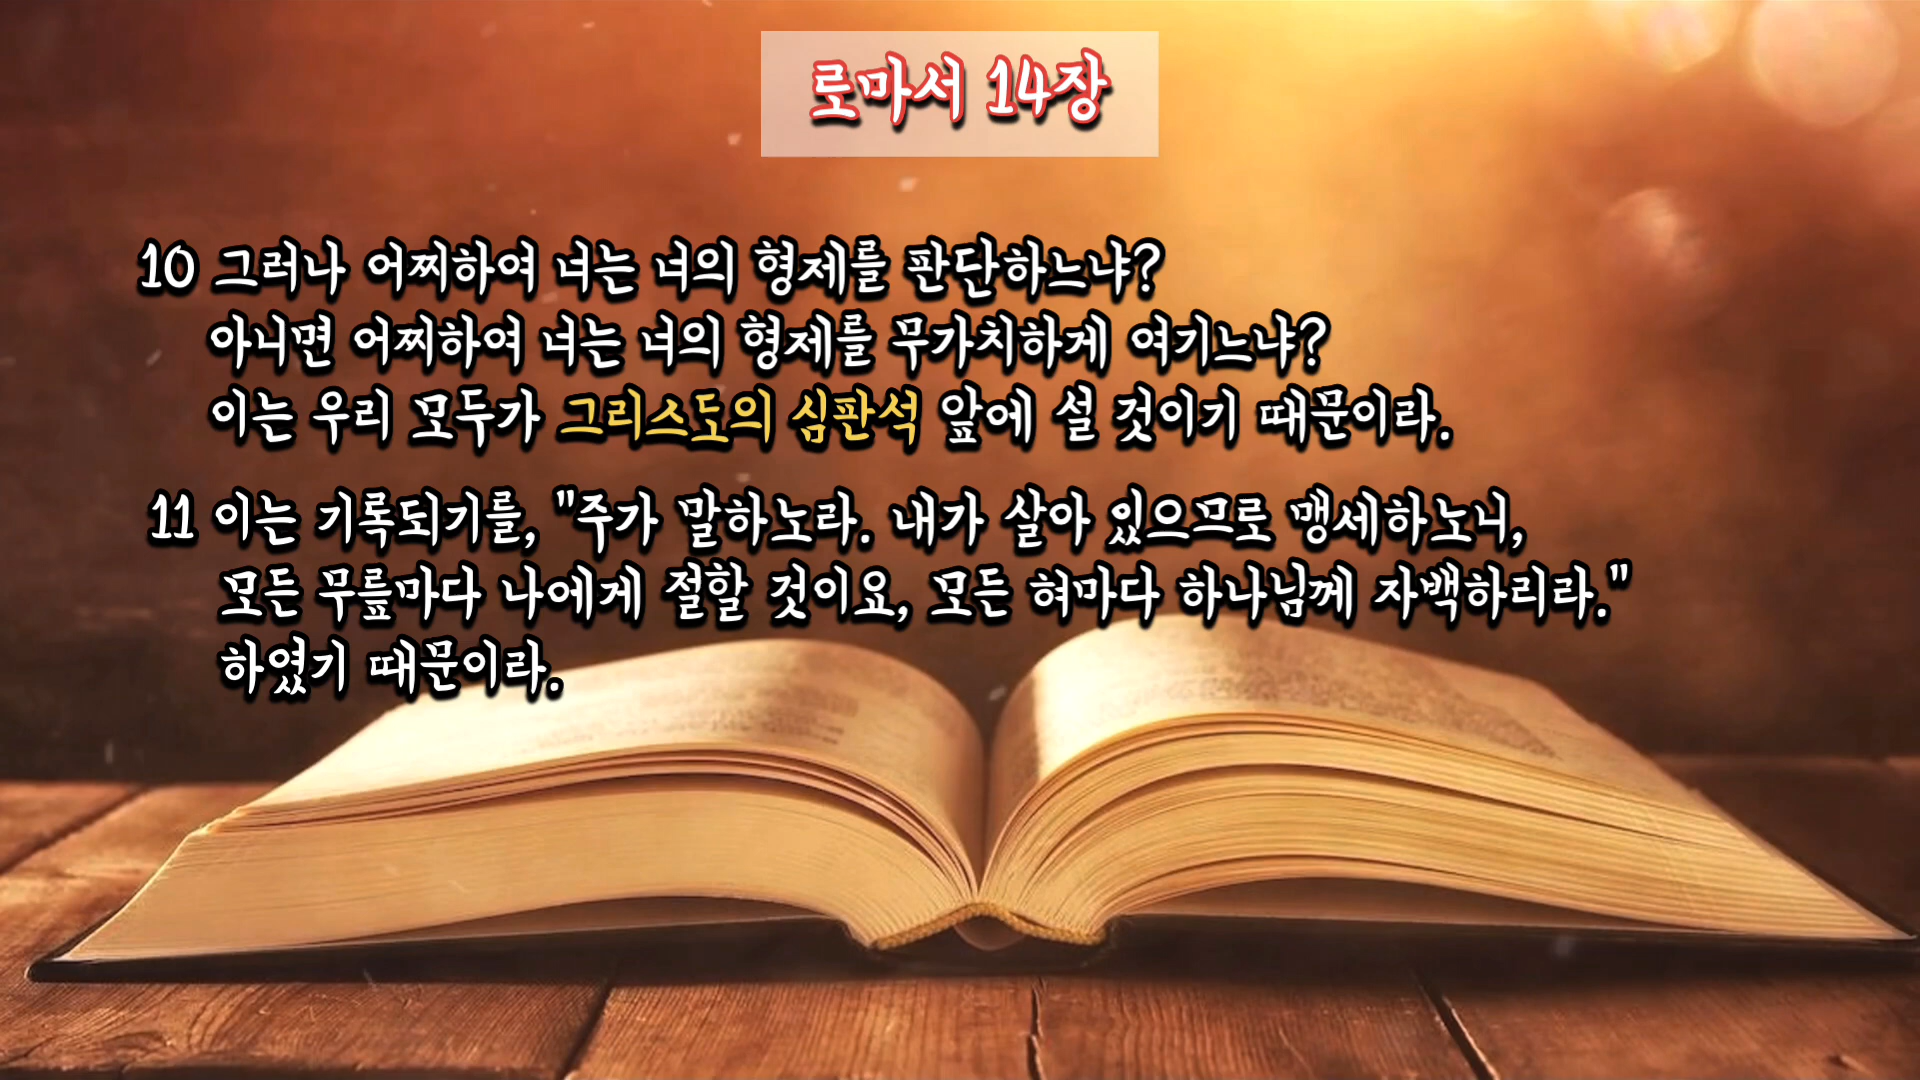 로마서 14장
10 그러나 어찌하여 너는 너의 형제를 판단하느냐?
아니면 어찌하여 너는 너의 형제를 무가치하게 여기느냐?
이는 우리 모두가 그리스도의 심판석 앞에 설 것이기 때문이라.
11 이는 기록되기를, "주가 말하노라. 내가 살아 있으므로 맹세하노니,
모든 무릎마다 나에게 절할 것이요, 모든 혀마다 하나님께 자백하리라."
하였기 때문이라.